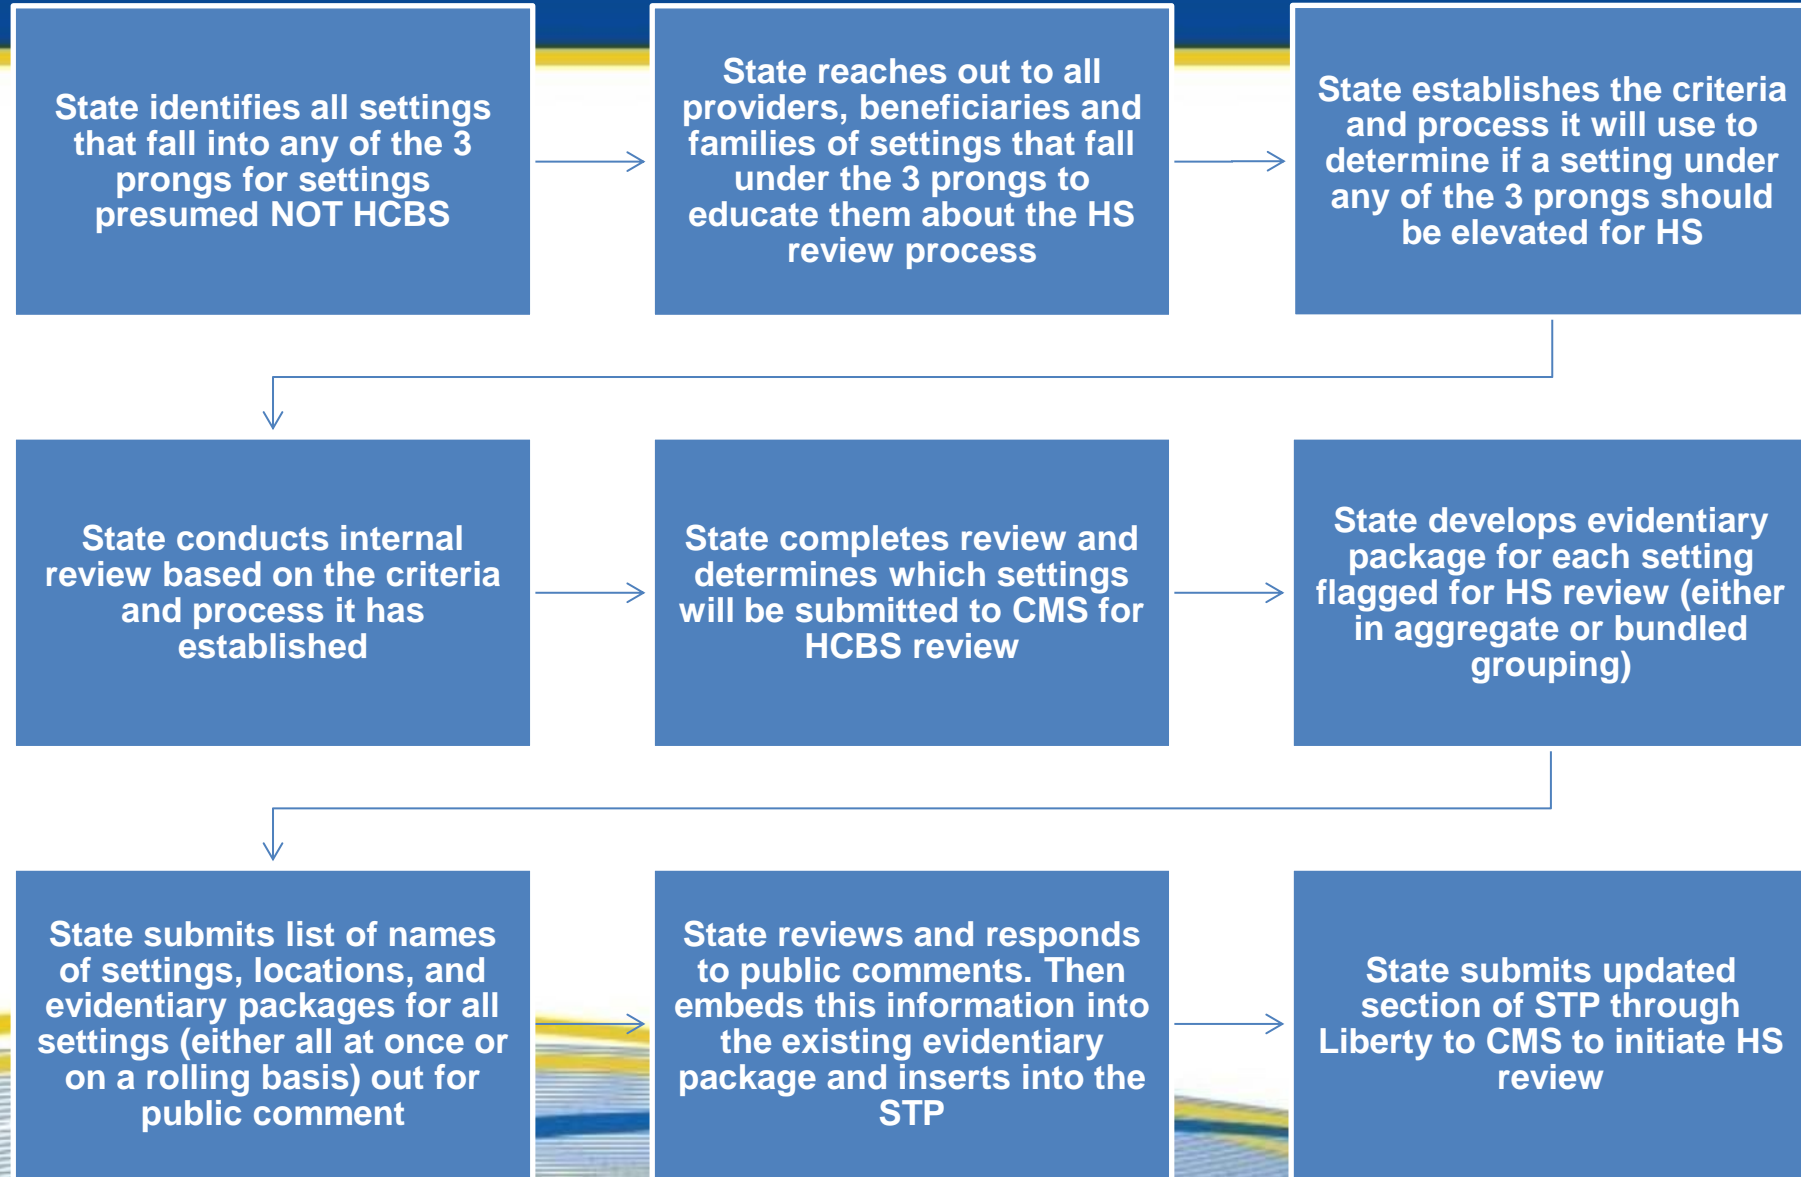 State identifies all settings
that fall into any of the 3
prongs for settings
presumed NOT HCBS
State reaches out to all
providers, beneficiaries and
families of settings that fall
under the 3 prongs to
educate them about the HS
review process
State establishes the criteria
and process it will use to
determine if a setting under
any of the 3 prongs should
be elevated for HS
State conducts internal
review based on the criteria
and process it has
established
State completes review and
determines which settings
will be submitted to CMS for
HCBS review
State develops evidentiary
package for each setting
flagged for HS review (either
in aggregate or bundled
grouping)
State submits list of names
of settings, locations, and
evidentiary packages for all
settings (either all at once or
on a rolling basis) out for
public comment
State reviews and responds
to public comments. Then
embeds this information into
the existing evidentiary
package and inserts into the
STP
State submits updated
section of STP through
Liberty to CMS to initiate HS
review